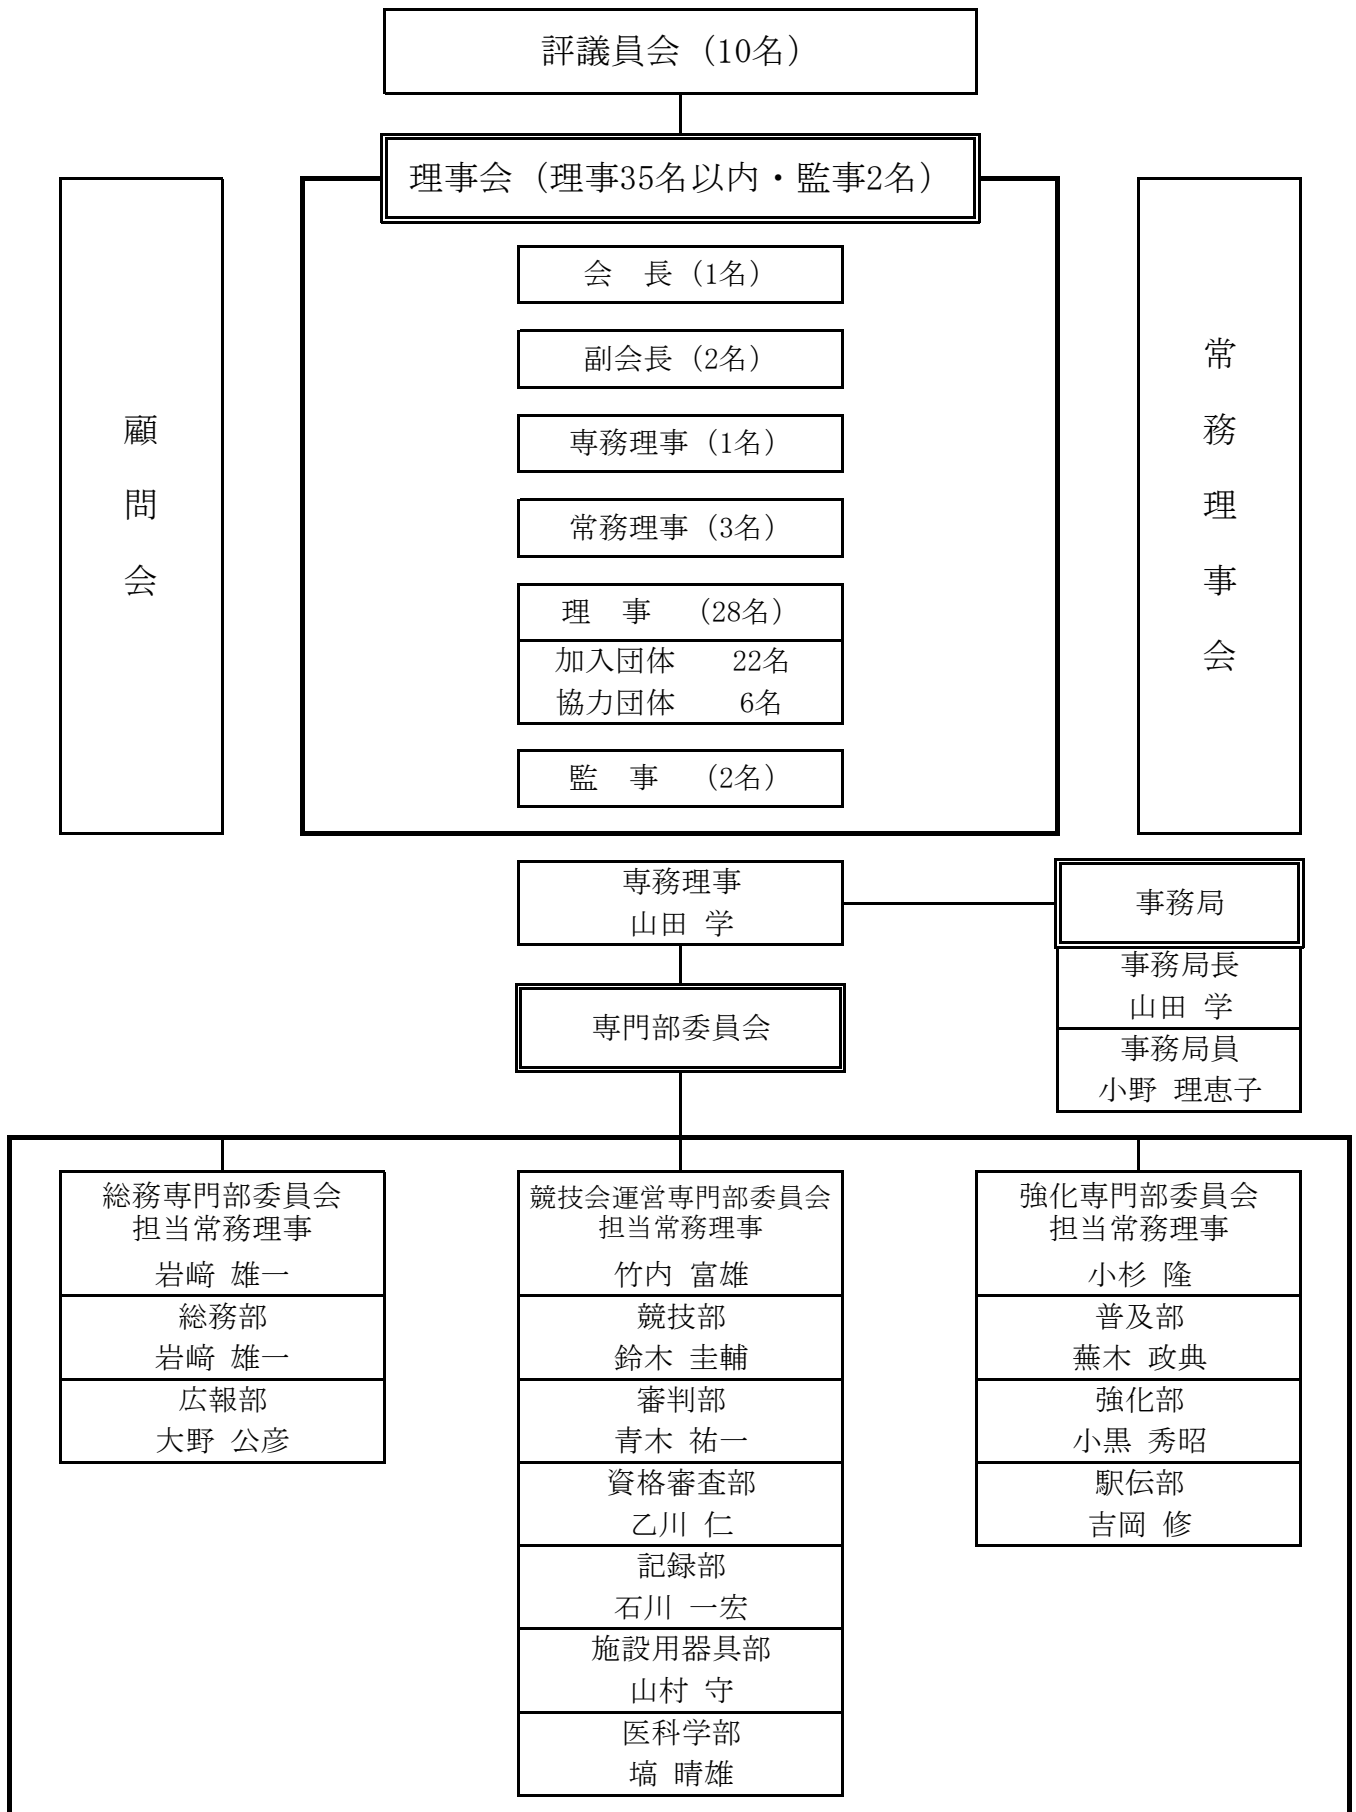 評議員会（10名）
理事会（理事35名以内・監事2名）
顧問会
会　長（1名）
副会長（2名）
専務理事（1名）
常務理事（3名）
理　事　（28名）
加入団体　22名
協力団体　6名
監　事　（2名）
常務理事会
専務理事
山田 学
事務局
事務局長
山田 学
事務局員
小野 理恵子
専門部委員会
総務専門部委員会
担当常務理事
岩﨑 雄一
総務部
岩﨑 雄一
広報部
大野 公彦
競技会運営専門部委員会
担当常務理事
竹内 富雄
競技部
鈴木 圭輔
審判部
青木 祐一
資格審査部
乙川 仁
記録部
石川 一宏
施設用器具部
山村 守
医科学部
塙 晴雄
強化専門部委員会
担当常務理事
小杉 隆
普及部
蕪木 政典
強化部
小黒 秀昭
駅伝部
吉岡 修